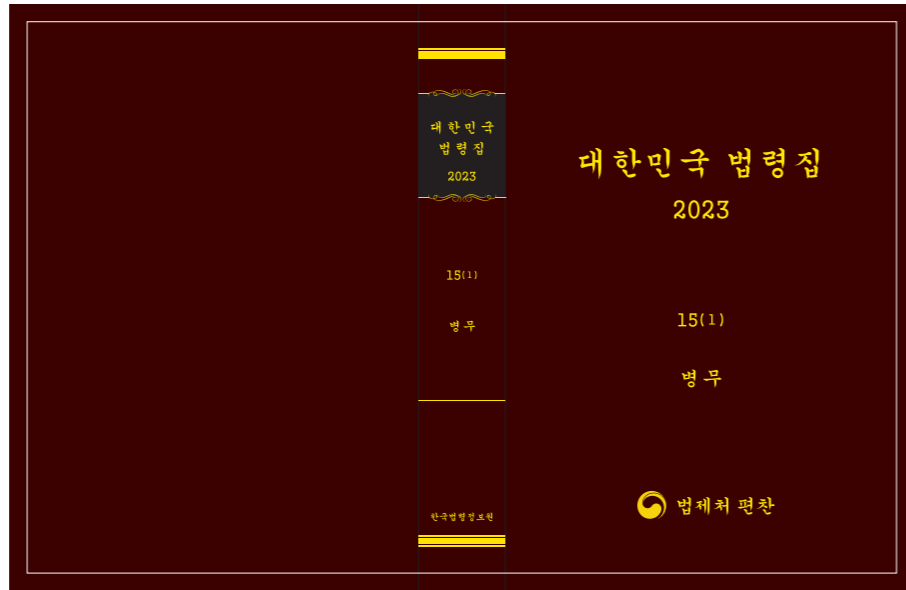 대한민국
법령집
2023
15(1)
병무
한국법령정보원
대한민국 법령집
2023
15(1)
병무
법제처 편찬